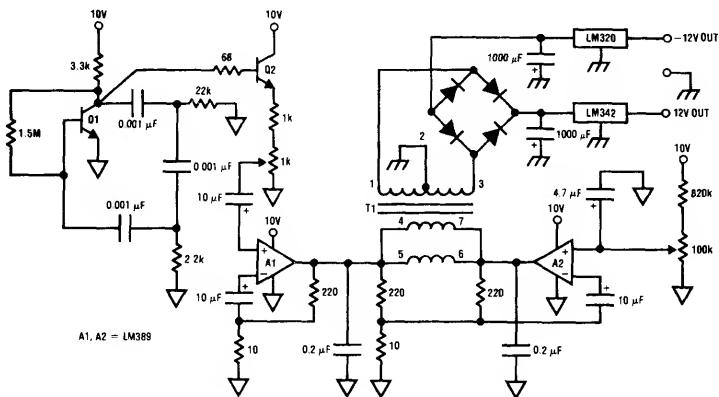 10V
10V
3.3k
68
Q2
Q1
1.5M
0.001 µF
22k
0.001 µF
0.001 µF
2.2k
1k
1k
10 µF
10V
A1
10 µF
220
10
0.2 µF
A1, A2 = LM389
1000 µF
LM320
−12V OUT
LM342
12V OUT
1000 µF
2
1
3
T1
4
7
5
6
220
220
10
0.2 µF
10V
A2
4.7 µF
10V
820k
100k
10 µF